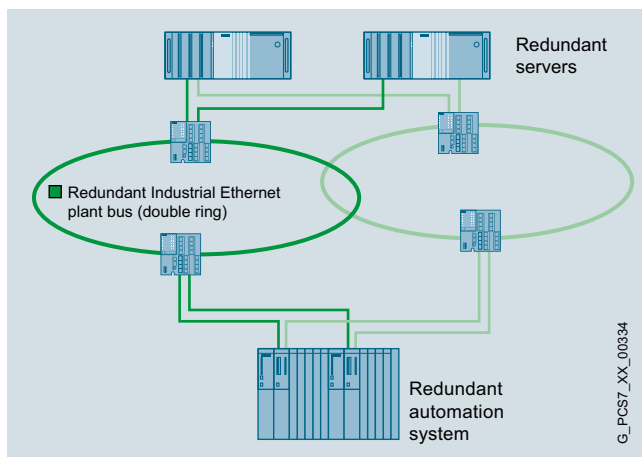 Redundant
servers
Redundant Industrial Ethernet
plant bus (double ring)
Redundant
automation
system
G_PCS7_XX_00334